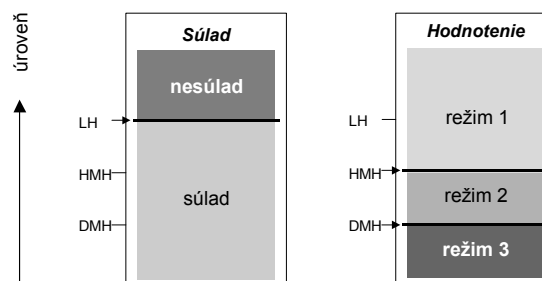 úroveň
Súlad
nesúlad
LH
HMH
súlad
DMH
Hodnotenie
LH
režim 1
HMH
režim 2
DMH
režim 3